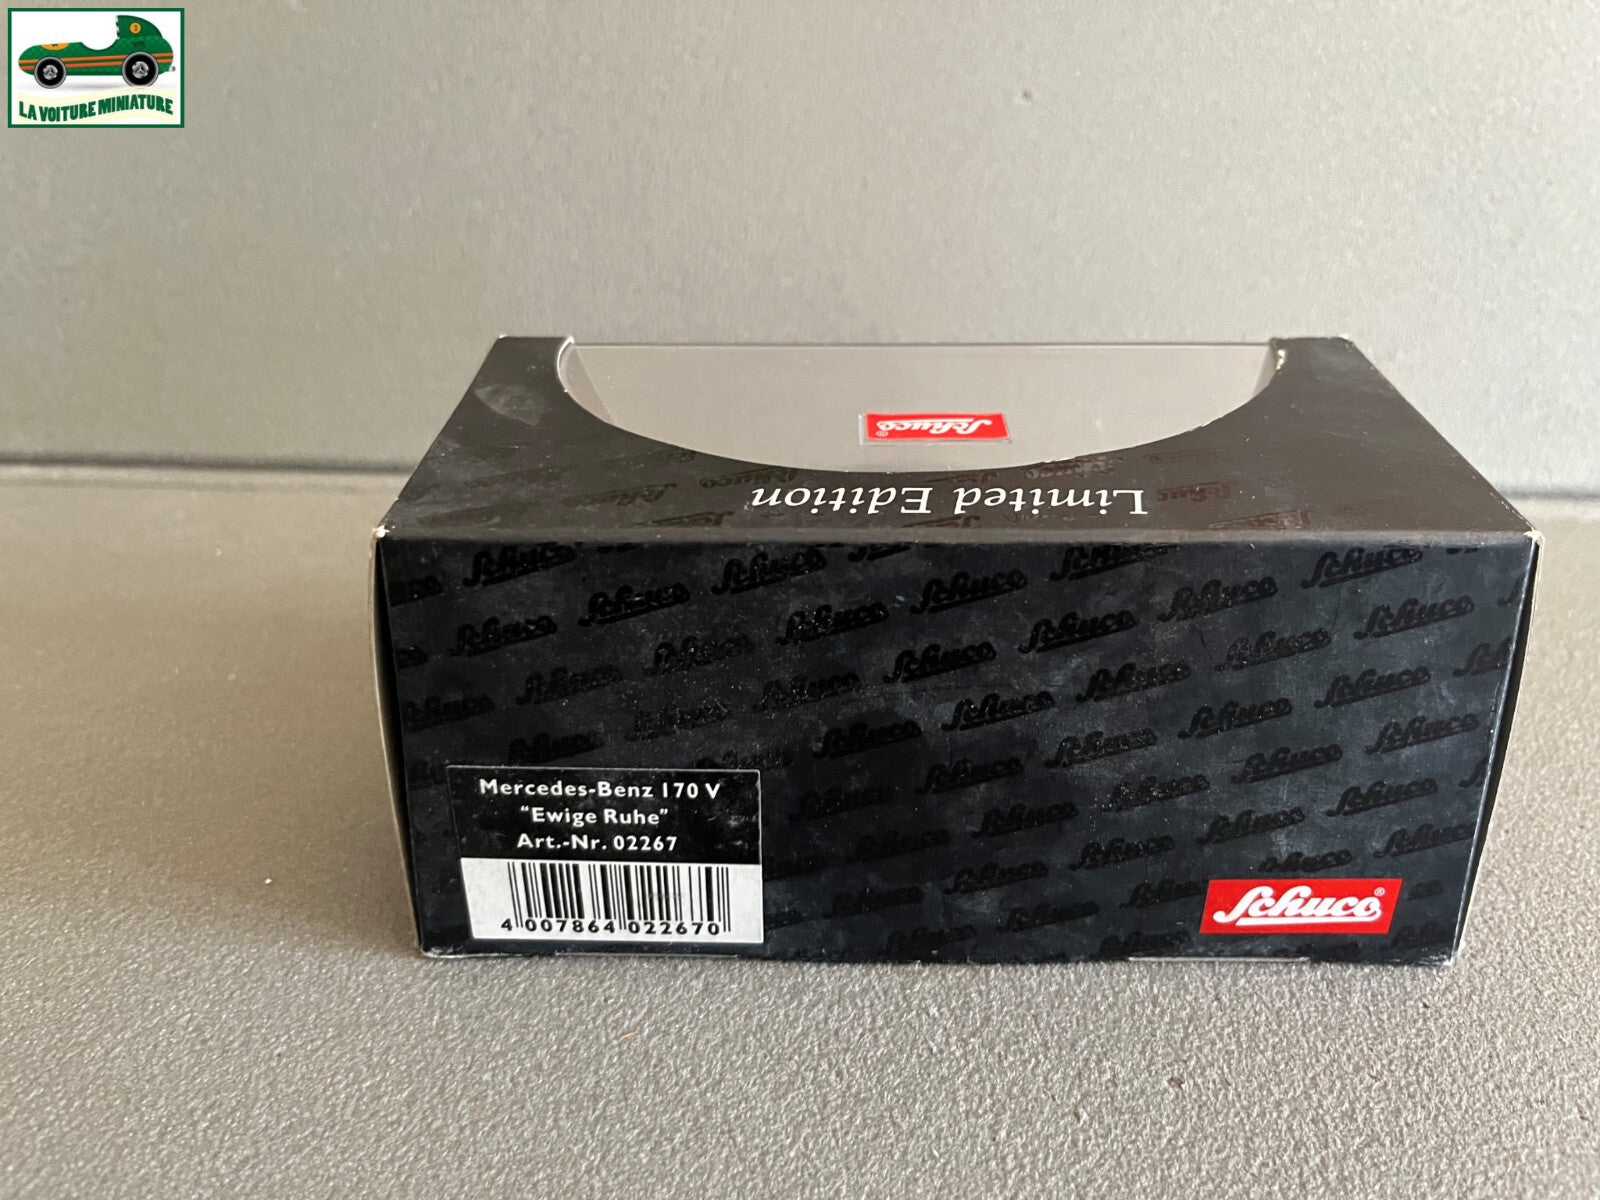 LA VOITURE MINIATURE
Schuco®
Limited Edition
Mercedes-Benz 170 V
"Ewige Ruhe"
Art.-Nr. 02267
4 007864 022670
Schuco®